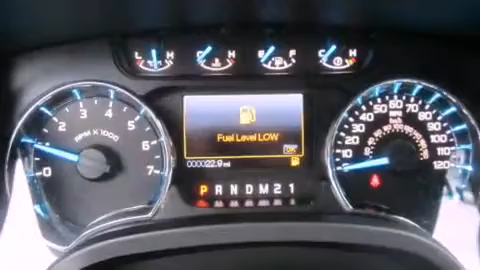 L H C H E F C H
1 2 3 4 5 6 7 0
RPM X 1000
Fuel Level LOW
OK
000022.9 mi
P R N D M 2 1
10 20 30 40 50 60 70 80 90 100 110 120
MPH